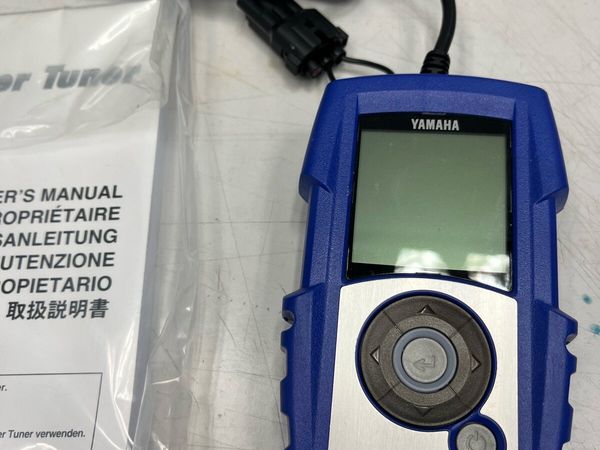 er Tuner
ER'S MANUAL
ROPRIÉTAIRE
SANLEITUNG
UTENZIONE
OPIETARIO
取扱説明書
er.
er Tuner verwenden.
YAMAHA